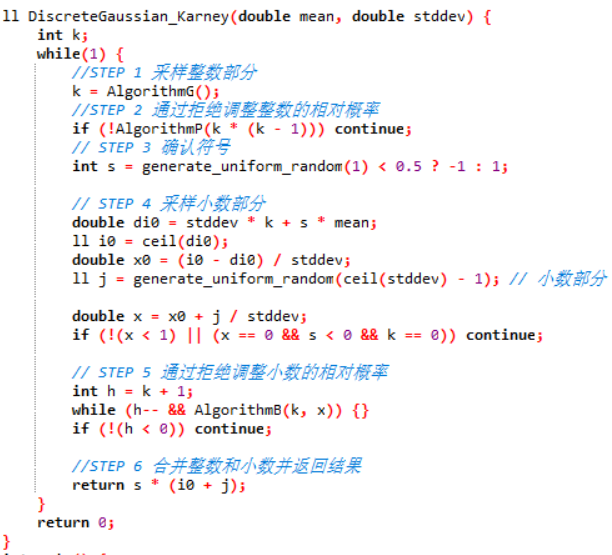 ll DiscreteGaussian_Karney(double mean, double stddev) {
int k;
while(1) {
//STEP 1 采样整数部分
k = AlgorithmG();
//STEP 2 通过拒绝调整整数的相对概率
if (!AlgorithmP(k * (k - 1))) continue;
// STEP 3 确认符号
int s = generate_uniform_random(1) < 0.5 ? -1 : 1;
// STEP 4 采样小数部分
double di0 = stddev * k + s * mean;
ll i0 = ceil(di0);
double x0 = (i0 - di0) / stddev;
ll j = generate_uniform_random(ceil(stddev) - 1); // 小数部分
double x = x0 + j / stddev;
if (!(x < 1) || (x == 0 && s < 0 && k == 0)) continue;
// STEP 5 通过拒绝调整小数的相对概率
int h = k + 1;
while (h-- && AlgorithmB(k, x)) {}
if (!(h < 0)) continue;
//STEP 6 合并整数和小数并返回结果
return s * (i0 + j);
}
return 0;
}